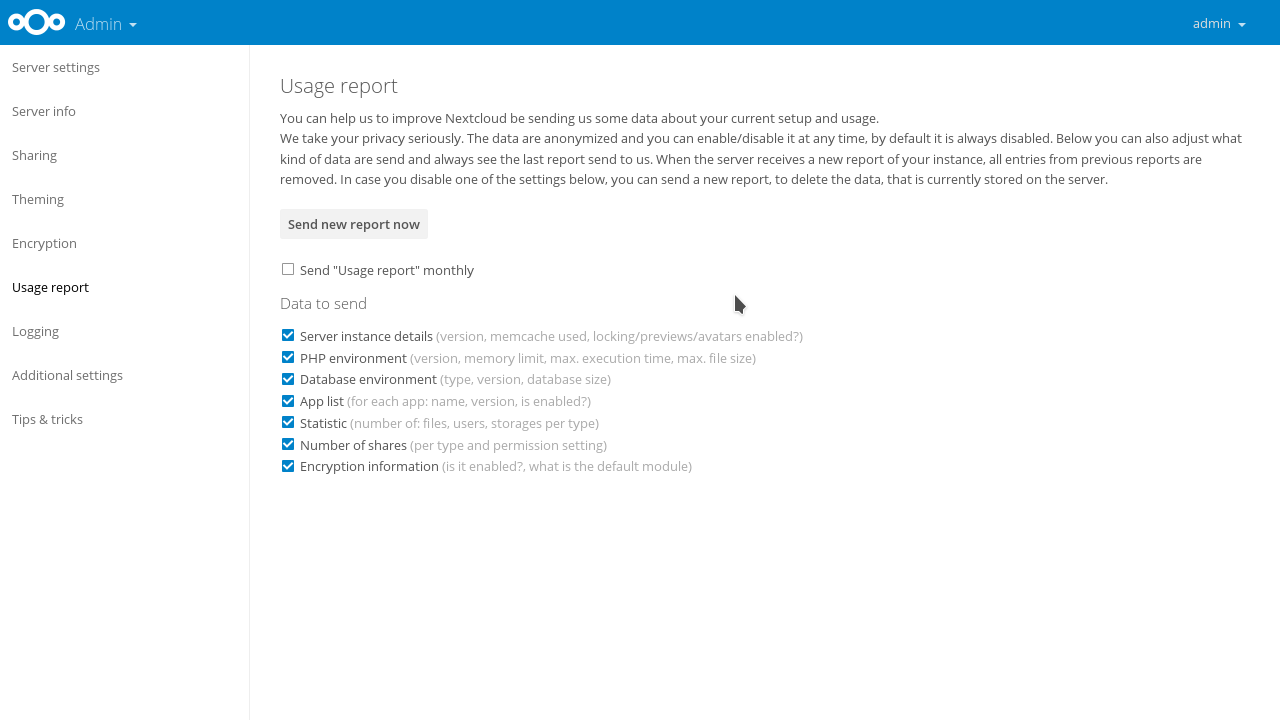 Admin
admin
Server settings
Server info
Sharing
Theming
Encryption
Usage report
Logging
Additional settings
Tips & tricks
Usage report
You can help us to improve Nextcloud be sending us some data about your current setup and usage.
We take your privacy seriously. The data are anonymized and you can enable/disable it at any time, by default it is always disabled. Below you can also adjust what
kind of data are send and always see the last report send to us. When the server receives a new report of your instance, all entries from previous reports are
removed. In case you disable one of the settings below, you can send a new report, to delete the data, that is currently stored on the server.
Send new report now
Send "Usage report" monthly
Data to send
Server instance details (version, memcache used, locking/previews/avatars enabled?)
PHP environment (version, memory limit, max. execution time, max. file size)
Database environment (type, version, database size)
App list (for each app: name, version, is enabled?)
Statistic (number of: files, users, storages per type)
Number of shares (per type and permission setting)
Encryption information (is it enabled?, what is the default module)